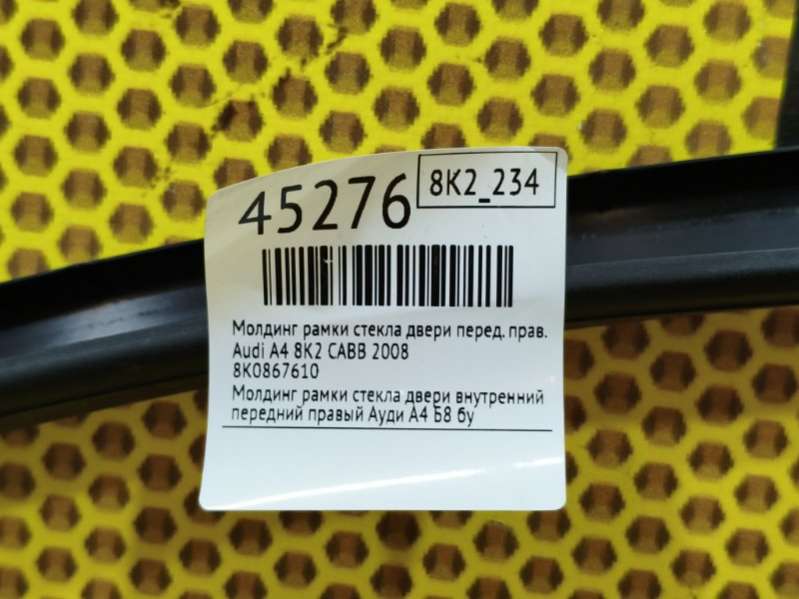 45276
8K2_234
Молдинг рамки стекла двери перед. прав.
Audi A4 8K2 CABB 2008
8K0867610
Молдинг рамки стекла двери внутренний
передний правый Ауди А4 Б8 бу